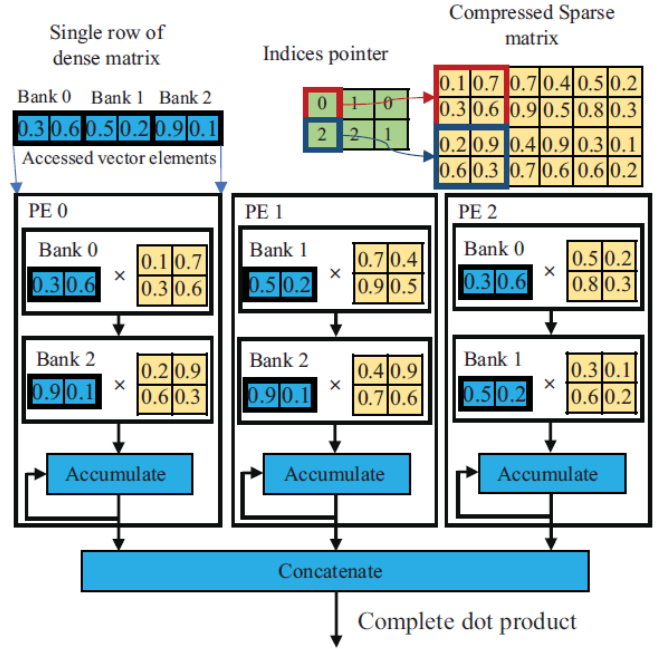 Single row of
dense matrix
Indices pointer
Compressed Sparse
matrix
Bank 0 Bank 1 Bank 2
0.3 0.6 0.5 0.2 0.9 0.1
Accessed vector elements
0 1 0
2 2 1
0.1 0.7 0.7 0.4 0.5 0.2
0.3 0.6 0.9 0.5 0.8 0.3
0.2 0.9 0.4 0.9 0.3 0.1
0.6 0.3 0.7 0.6 0.6 0.2
PE 0
Bank 0
0.3 0.6 × 0.1 0.7
0.3 0.6
Bank 2
0.9 0.1 × 0.2 0.9
0.6 0.3
Accumulate
PE 1
Bank 1
0.5 0.2 × 0.7 0.4
0.9 0.5
Bank 2
0.9 0.1 × 0.4 0.9
0.7 0.6
Accumulate
PE 2
Bank 0
0.3 0.6 × 0.5 0.2
0.8 0.3
Bank 1
0.5 0.2 × 0.3 0.1
0.6 0.2
Accumulate
Concatenate
Complete dot product